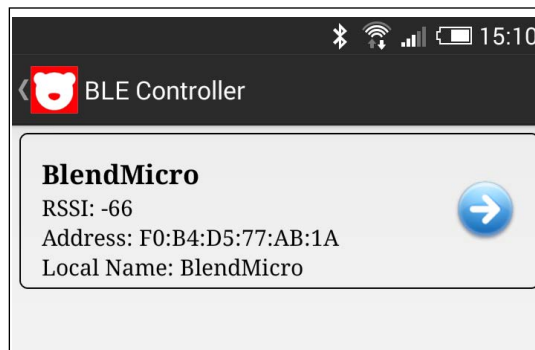 15:10
BLE Controller
BlendMicro
RSSI: -66
Address: F0:B4:D5:77:AB:1A
Local Name: BlendMicro